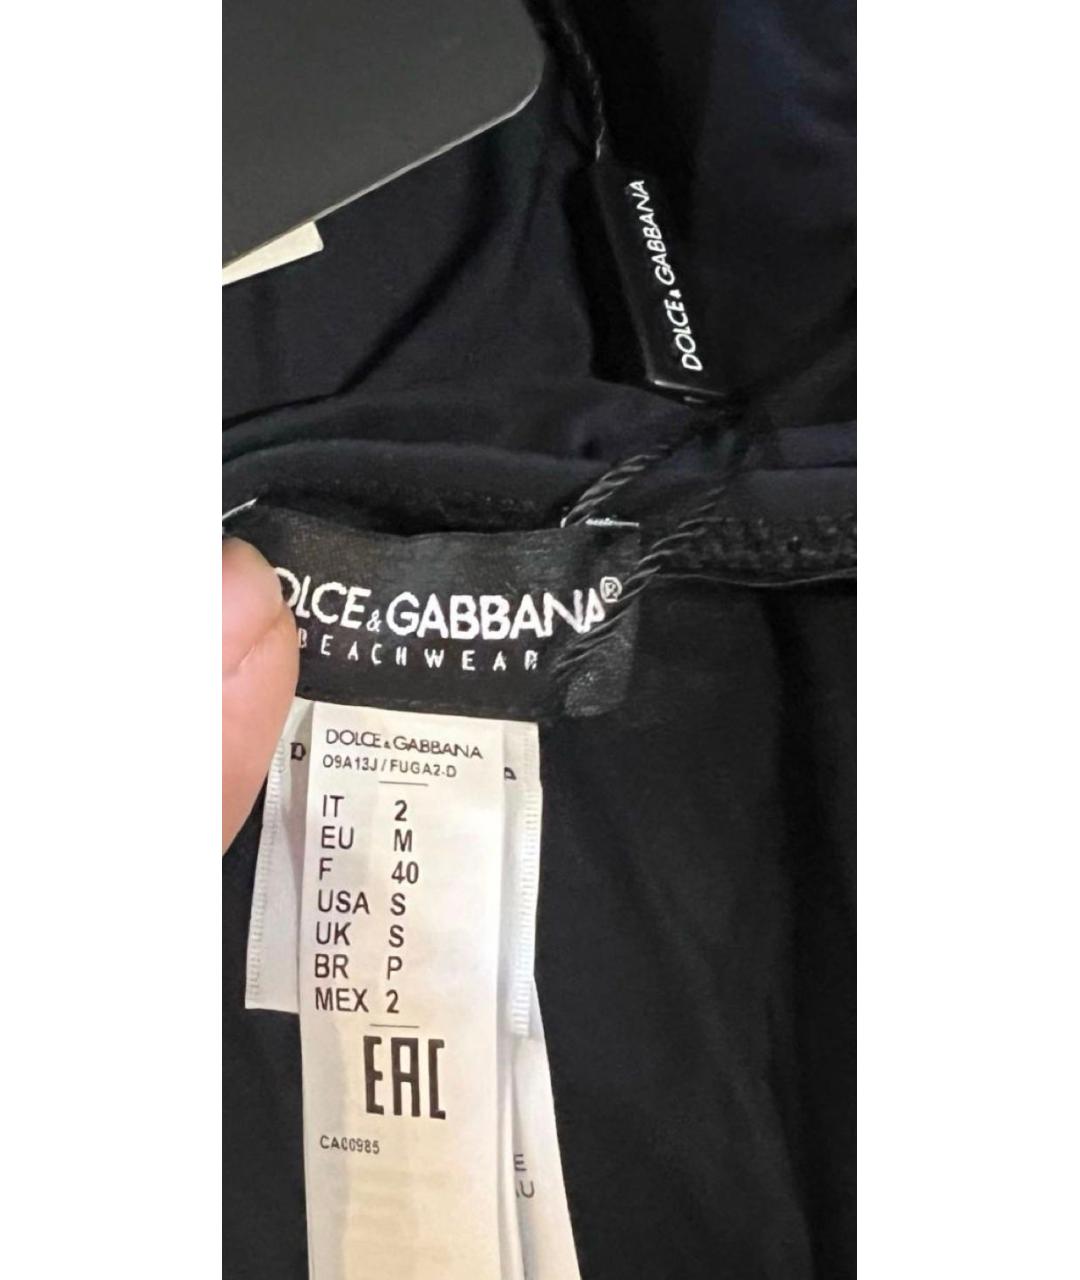 DOLCE&GABBANA
DOLCE&GABBANA®
BEACHWEAR
DOLCE&GABBANA
O9A13J/FUGA2-D
IT 2
EU M
F 40
USA S
UK S
BR P
MEX 2
EAC
CA00985